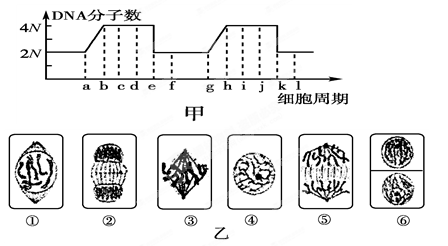 DNA分子数
4N
2N
a b c d e f g h i j k l
细胞周期
甲
① ② ③ ④ ⑤ ⑥
乙